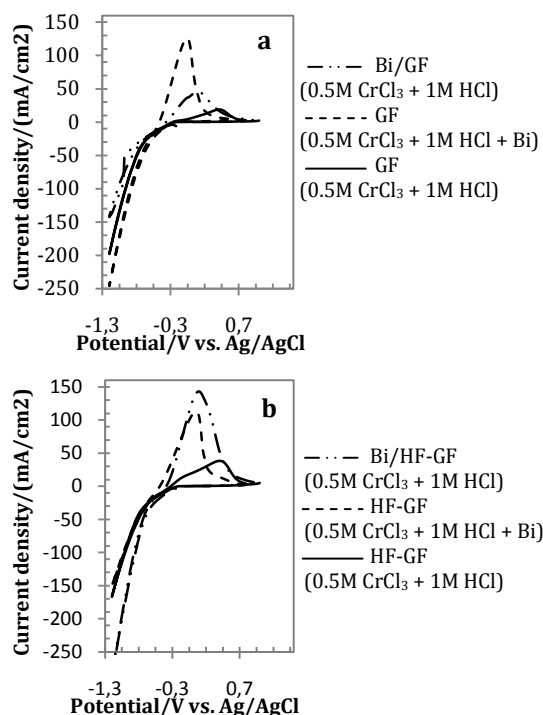 a
150
100
50
0
-50
-100
-150
-200
-250
Current density/(mA/cm2)
-1,3 -0,3 0,7
Potential/V vs. Ag/AgCl
Bi/GF
(0.5M CrCl₃ + 1M HCl)
GF
(0.5M CrCl₃ + 1M HCl + Bi)
GF
(0.5M CrCl₃ + 1M HCl)
b
150
100
50
0
-50
-100
-150
-200
-250
Current density/(mA/cm2)
-1,3 -0,3 0,7
Potential/V vs. Ag/AgCl
Bi/HF-GF
(0.5M CrCl₃ + 1M HCl)
HF-GF
(0.5M CrCl₃ + 1M HCl + Bi)
HF-GF
(0.5M CrCl₃ + 1M HCl)